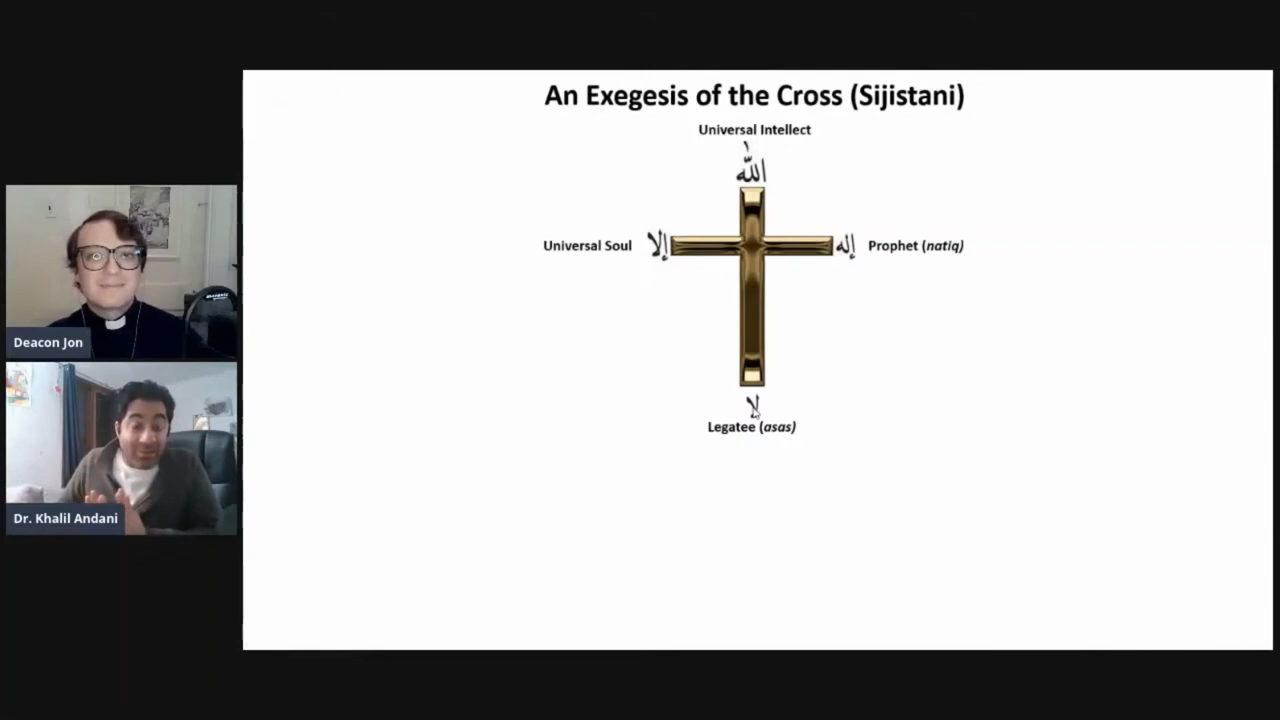 An Exegesis of the Cross (Sijistani)
Universal Intellect
الله
Universal Soul إلا إله Prophet (natiq)
لا
Legatee (asas)
Deacon Jon
Dr. Khalil Andani